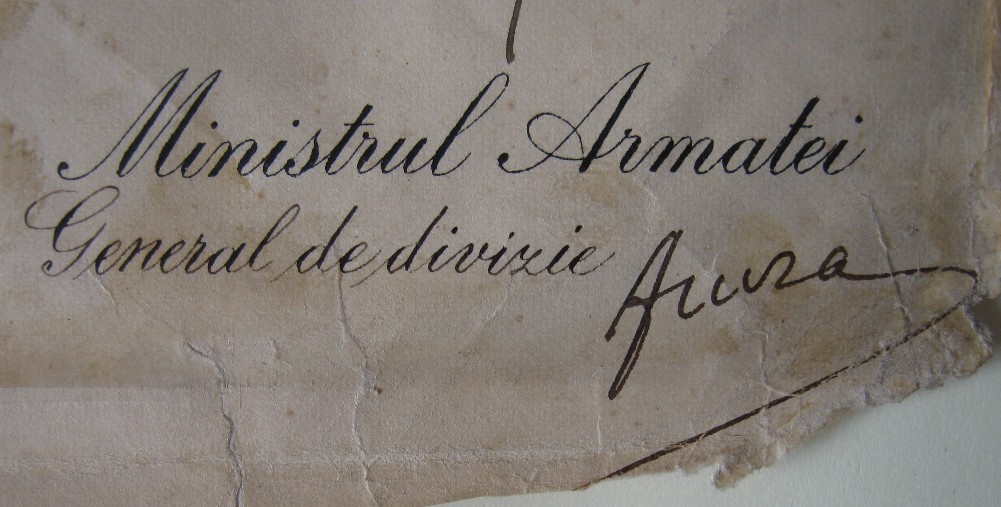 Ministrul Armatei
General de divizie